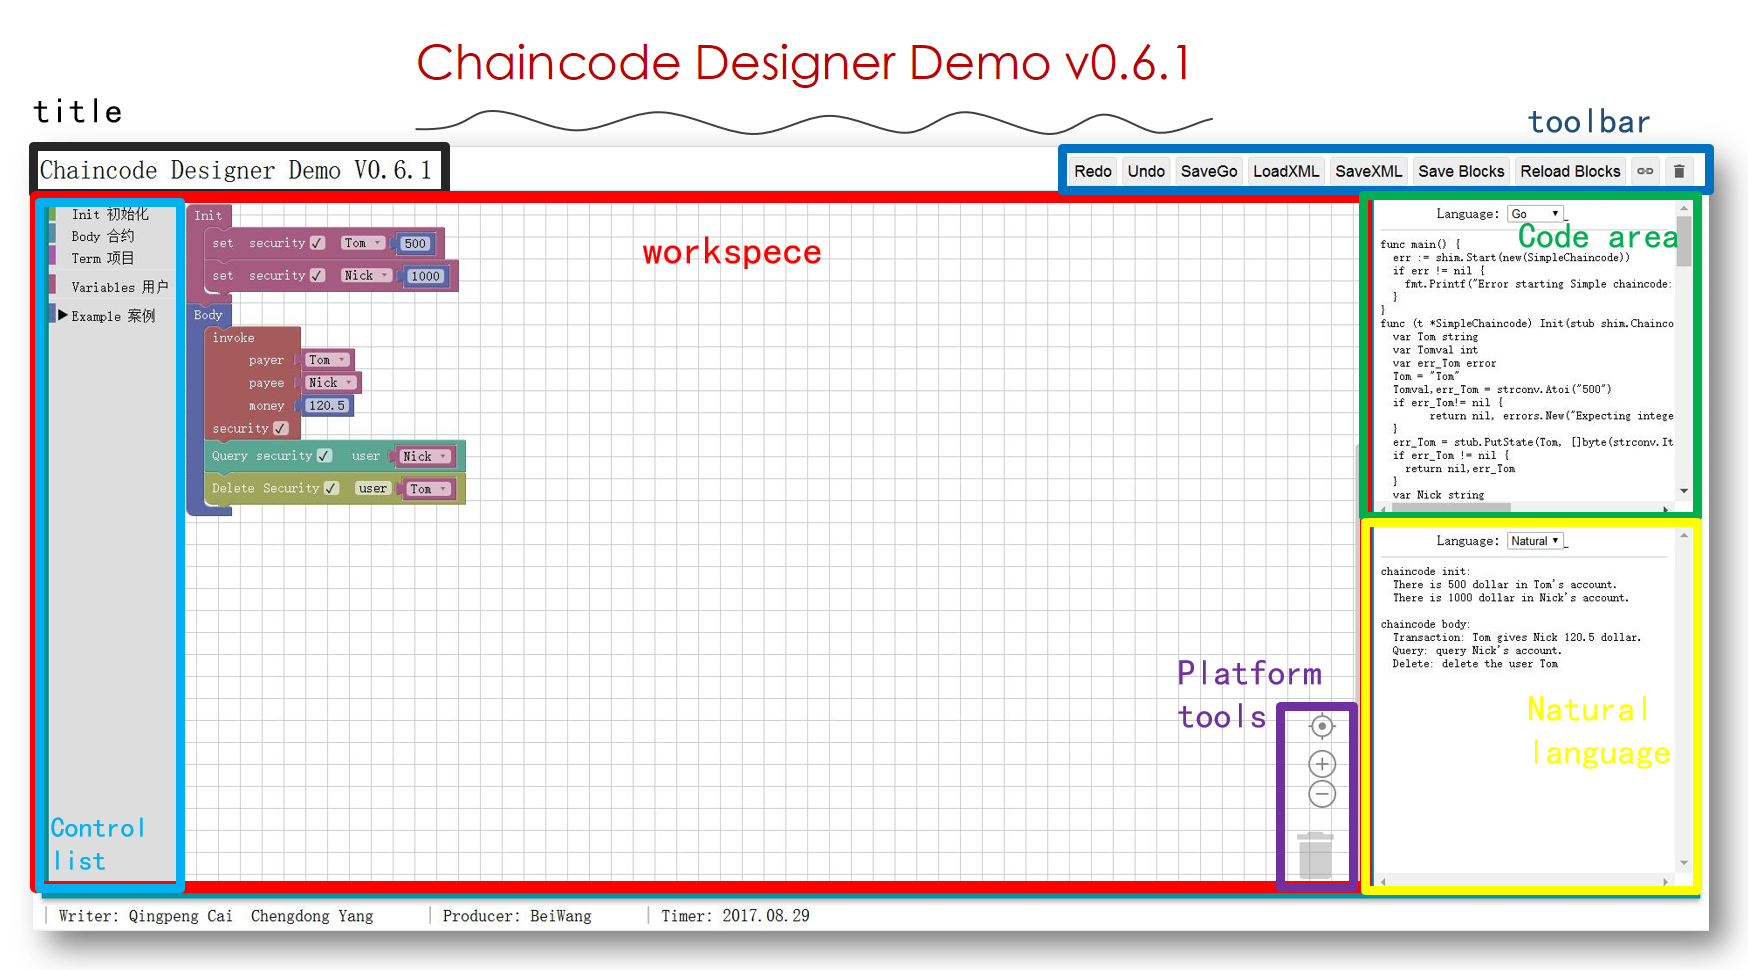 Chaincode Designer Demo v0.6.1
title
toolbar
Chaincode Designer Demo V0.6.1
Redo Undo SaveGo LoadXML SaveXML Save Blocks Reload Blocks
Init 初始化
Body 合约
Term 项目
Variables 用户
Example 案例
Control
list
workspece
Init
set security Tom 500
set security Nick 1000
Body
invoke
payer Tom
payee Nick
money 120.5
security
Query security user Nick
Delete Security user Tom
Platform
tools
Language: Go
Code area
func main() {
err := shim.Start(new(SimpleChaincode))
if err != nil {
fmt.Printf("Error starting Simple chaincode:
}
}
func (t *SimpleChaincode) Init(stub shim.Chainco
var Tom string
var Tomval int
var err_Tom error
Tom = "Tom"
Tomval,err_Tom = strconv.Atoi("500")
if err_Tom!= nil {
return nil, errors.New("Expecting intege
}
err_Tom = stub.PutState(Tom, []byte(strconv.It
if err_Tom != nil {
return nil,err_Tom
}
var Nick string
Language: Natural
chaincode init:
There is 500 dollar in Tom's account.
There is 1000 dollar in Nick's account.
chaincode body:
Transaction: Tom gives Nick 120.5 dollar.
Query: query Nick's account.
Delete: delete the user Tom
Natural
language
| Writer: Qingpeng Cai Chengdong Yang | Producer: BeiWang | Timer: 2017.08.29